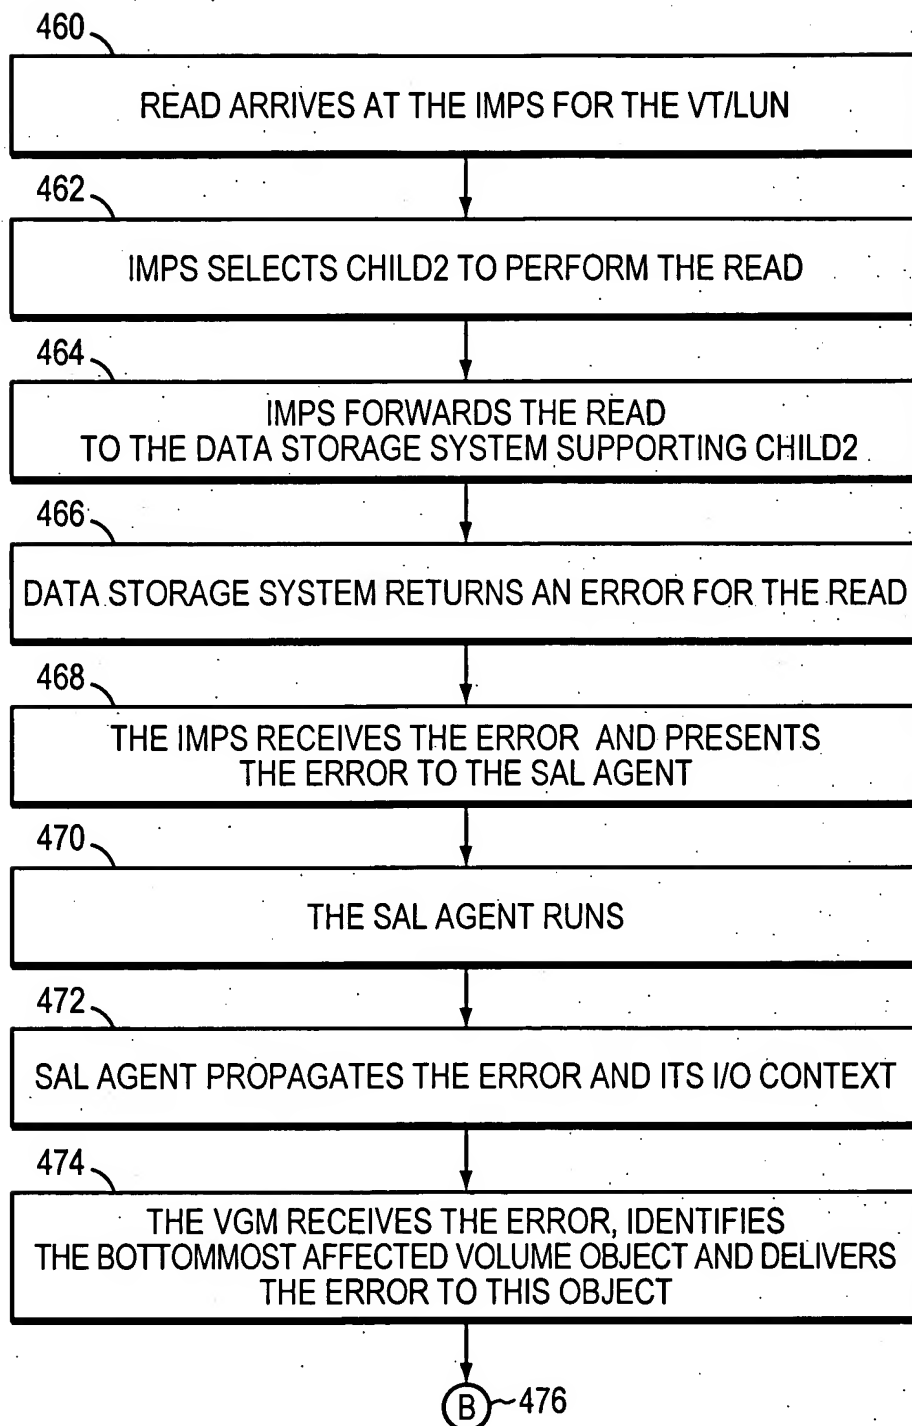 460
READ ARRIVES AT THE IMPS FOR THE VT/LUN
462
IMPS SELECTS CHILD2 TO PERFORM THE READ
464
IMPS FORWARDS THE READ
TO THE DATA STORAGE SYSTEM SUPPORTING CHILD2
466
DATA STORAGE SYSTEM RETURNS AN ERROR FOR THE READ
468
THE IMPS RECEIVES THE ERROR AND PRESENTS
THE ERROR TO THE SAL AGENT
470
THE SAL AGENT RUNS
472
SAL AGENT PROPAGATES THE ERROR AND ITS I/O CONTEXT
474
THE VGM RECEIVES THE ERROR, IDENTIFIES
THE BOTTOMMOST AFFECTED VOLUME OBJECT AND DELIVERS
THE ERROR TO THIS OBJECT
B 476